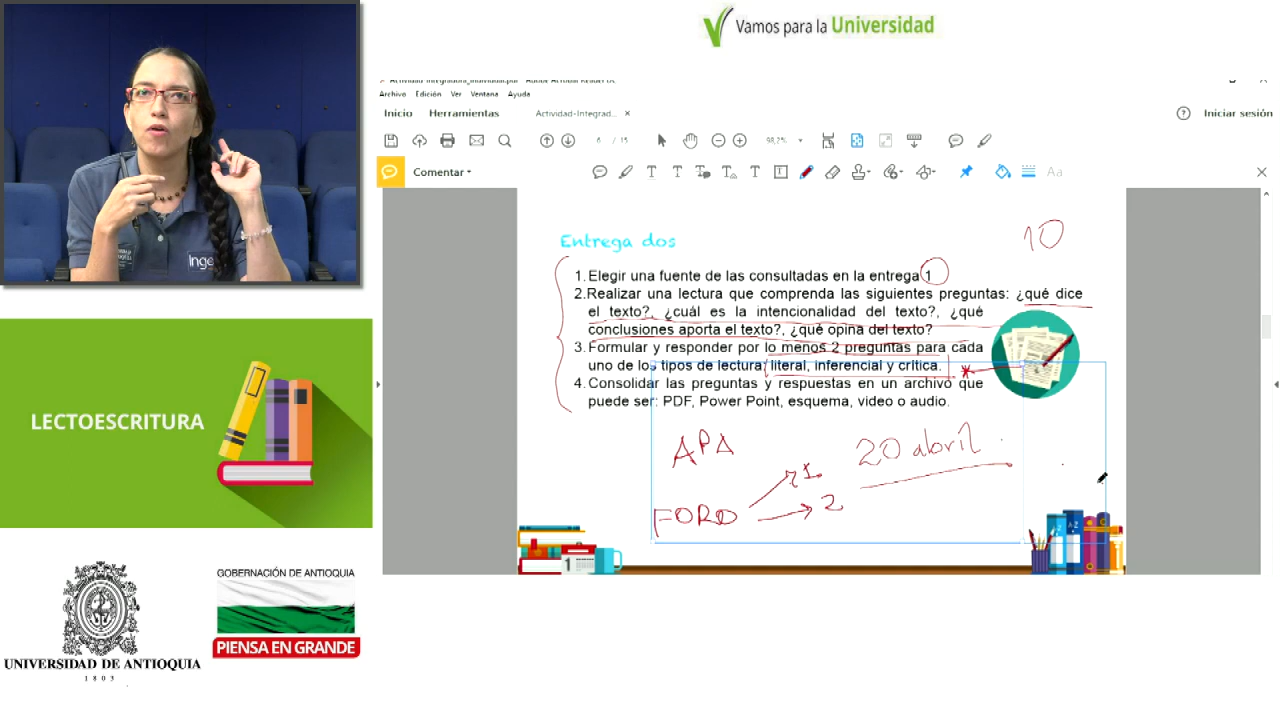 Vamos para la Universidad
Archivo Edición Ver Ventana Ayuda
Inicio Herramientas Actividad-Integrad... × Iniciar sesión
6 / 15 98,2%
Comentar
Entrega dos
10
1. Elegir una fuente de las consultadas en la entrega 1
2. Realizar una lectura que comprenda las siguientes preguntas: ¿qué dice
el texto?, ¿cuál es la intencionalidad del texto?, ¿qué
conclusiones aporta el texto?, ¿qué opina del texto?
3. Formular y responder por lo menos 2 preguntas para cada
uno de los tipos de lectura: literal, inferencial y crítica.
4. Consolidar las preguntas y respuestas en un archivo que
puede ser: PDF, Power Point, esquema, video o audio.
APA
20 abril
FORO
2
1
Inge
LECTOESCRITURA
UNIVERSIDAD DE ANTIOQUIA
1803
GOBERNACIÓN DE ANTIOQUIA
PIENSA EN GRANDE